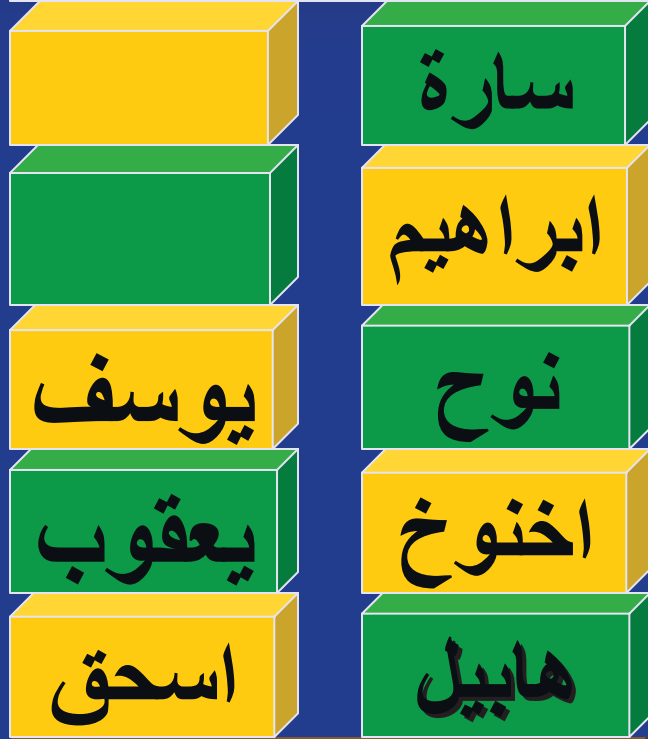 سارة
ابراهيم
نوح
اخنوخ
هابيل
يوسف
يعقوب
اسحق